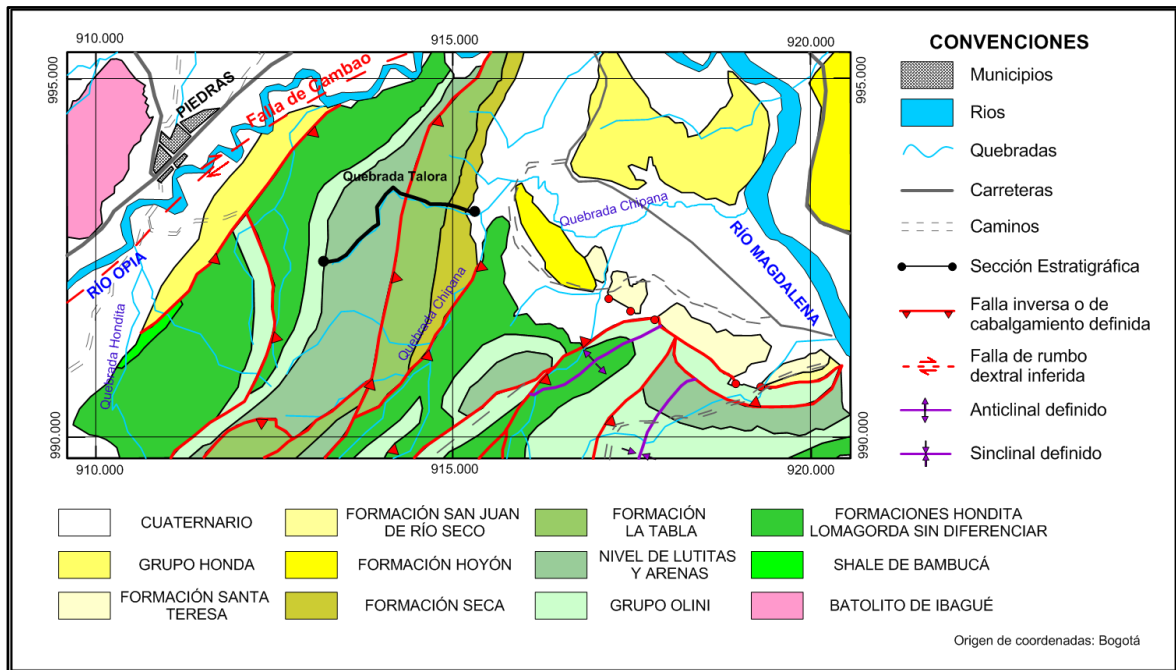 910.000
915.000
920.000
995.000
995.000
PIEDRAS
Falla de Cambao
Quebrada Talora
Quebrada Chipana
RÍO OPIA
RÍO MAGDALENA
Quebrada Hondita
Quebrada Chipana
990.000
990.000
910.000
915.000
920.000
CONVENCIONES
Municipios
Rios
Quebradas
Carreteras
Caminos
Sección Estratigráfica
Falla inversa o de
cabalgamiento definida
Falla de rumbo
dextral inferida
Anticlinal definido
Sinclinal definido
CUATERNARIO
FORMACIÓN SAN JUAN
DE RÍO SECO
FORMACIÓN
LA TABLA
FORMACIONES HONDITA
LOMAGORDA SIN DIFERENCIAR
GRUPO HONDA
FORMACIÓN HOYÓN
NIVEL DE LUTITAS
Y ARENAS
SHALE DE BAMBUCÁ
FORMACIÓN SANTA
TERESA
FORMACIÓN SECA
GRUPO OLINI
BATOLITO DE IBAGUÉ
Origen de coordenadas: Bogotá